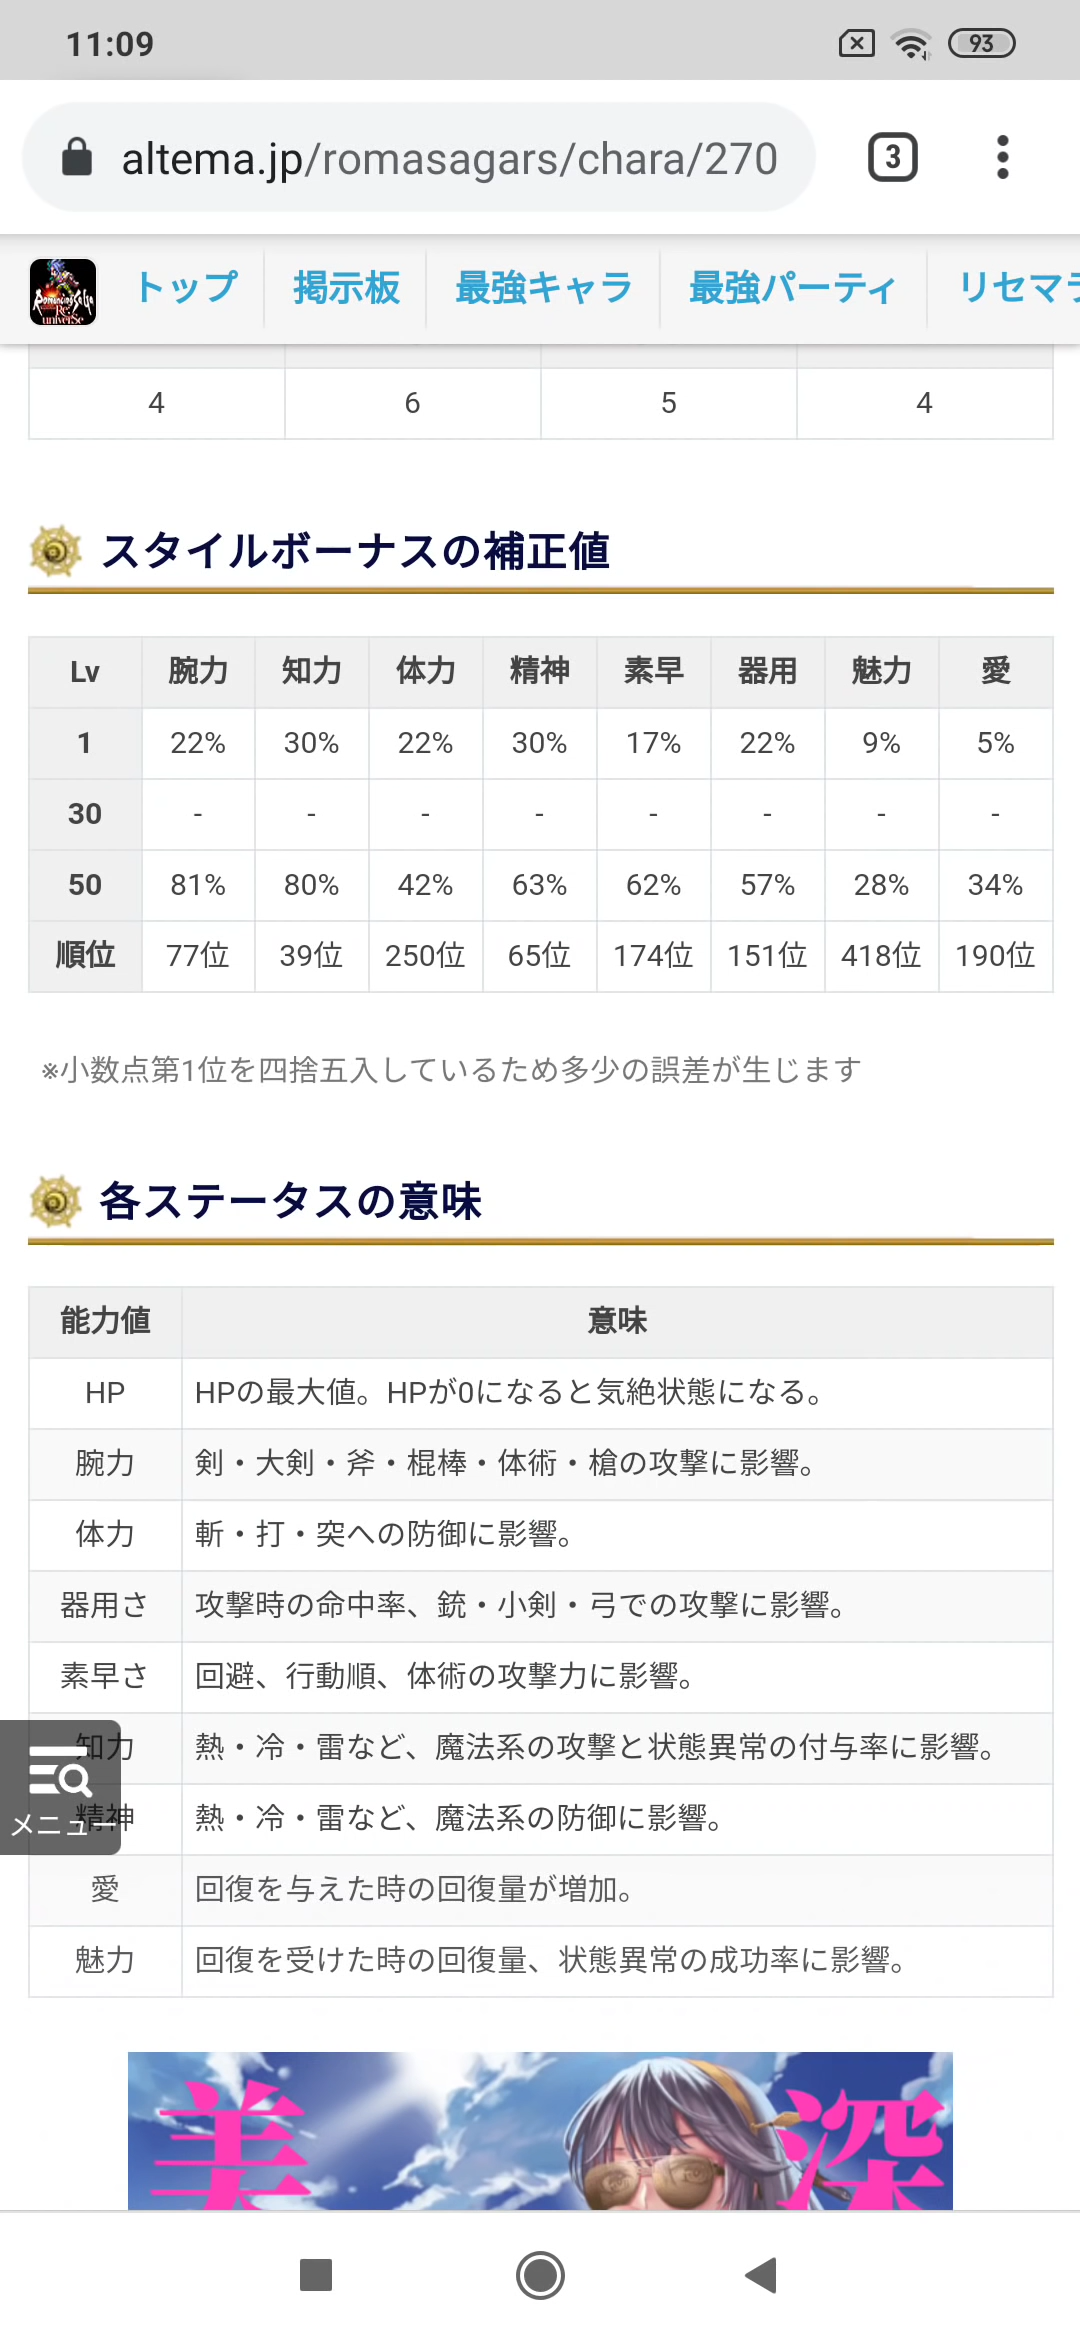 11:09
93
altema.jp/romasagars/chara/270
3
Romancing SaGa
Re:
univerSe
トップ 掲示板 最強キャラ 最強パーティ リセマラ
4 6 5 4
スタイルボーナスの補正値
Lv 腕力 知力 体力 精神 素早 器用 魅力 愛
1 22% 30% 22% 30% 17% 22% 9% 5%
30 - - - - - - - -
50 81% 80% 42% 63% 62% 57% 28% 34%
順位 77位 39位 250位 65位 174位 151位 418位 190位
※小数点第1位を四捨五入しているため多少の誤差が生じます
各ステータスの意味
能力値 意味
HP HPの最大値。HPが0になると気絶状態になる。
腕力 剣・大剣・斧・棍棒・体術・槍の攻撃に影響。
体力 斬・打・突への防御に影響。
器用さ 攻撃時の命中率、銃・小剣・弓での攻撃に影響。
素早さ 回避、行動順、体術の攻撃力に影響。
知力 熱・冷・雷など、魔法系の攻撃と状態異常の付与率に影響。
精神 熱・冷・雷など、魔法系の防御に影響。
メニュー
愛 回復を与えた時の回復量が増加。
魅力 回復を受けた時の回復量、状態異常の成功率に影響。
美 深